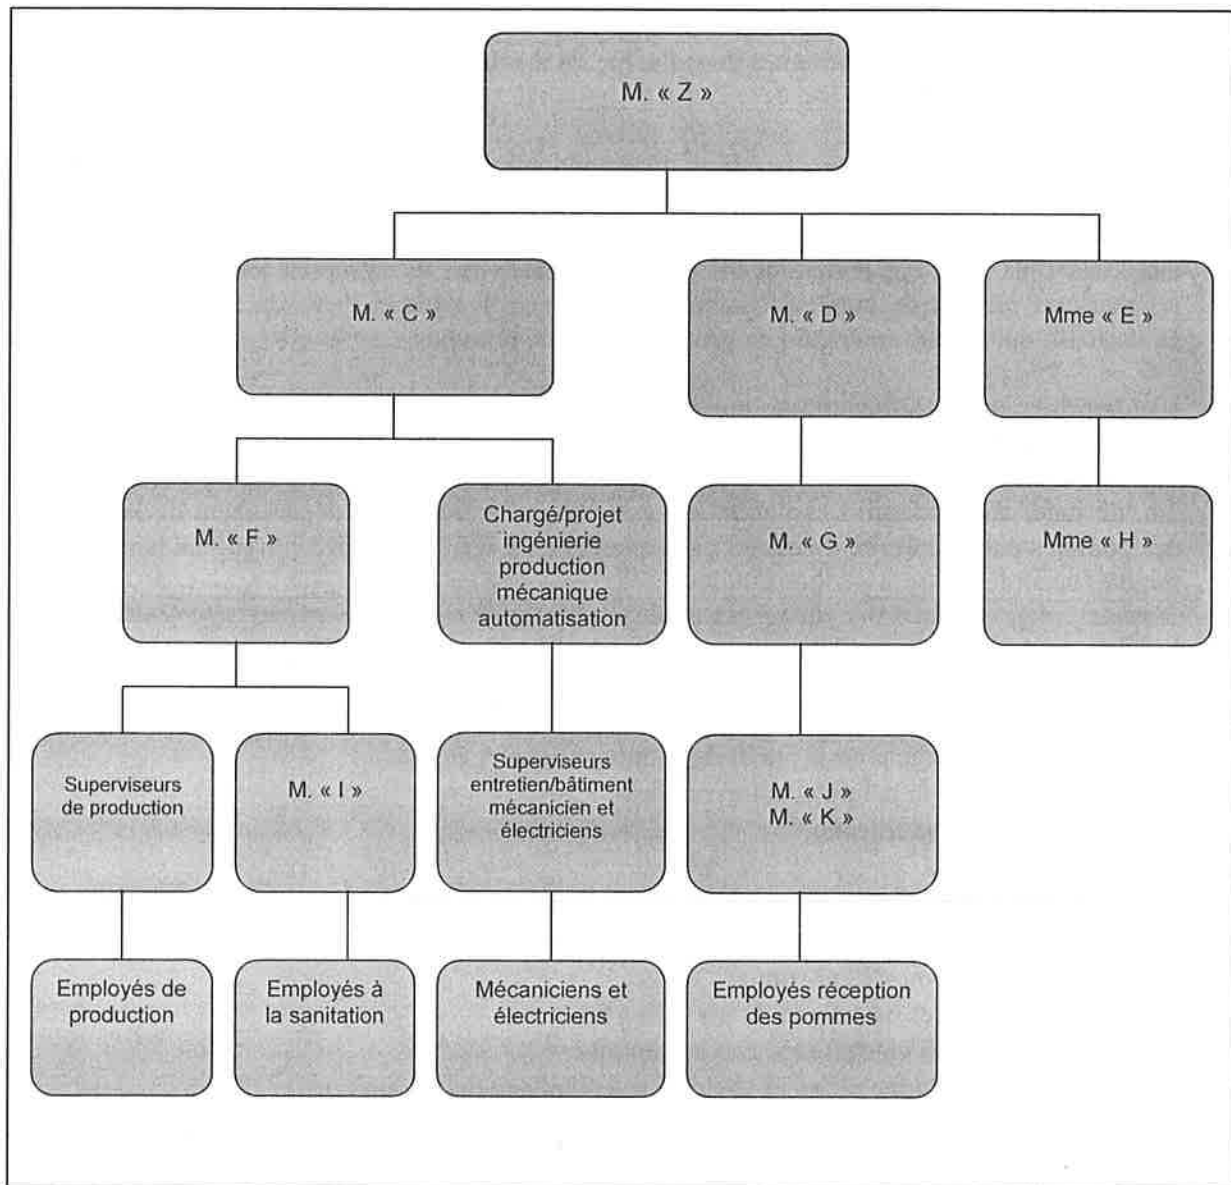 M. « Z »
M. « C »
M. « D »
Mme « E »
M. « F »
Chargé/projet
ingénierie
production
mécanique
automatisation
M. « G »
Mme « H »
Superviseurs
de production
M. « I »
Superviseurs
entretien/bâtiment
mécanicien et
électriciens
M. « J »
M. « K »
Employés de
production
Employés à
la sanitation
Mécaniciens et
électriciens
Employés réception
des pommes